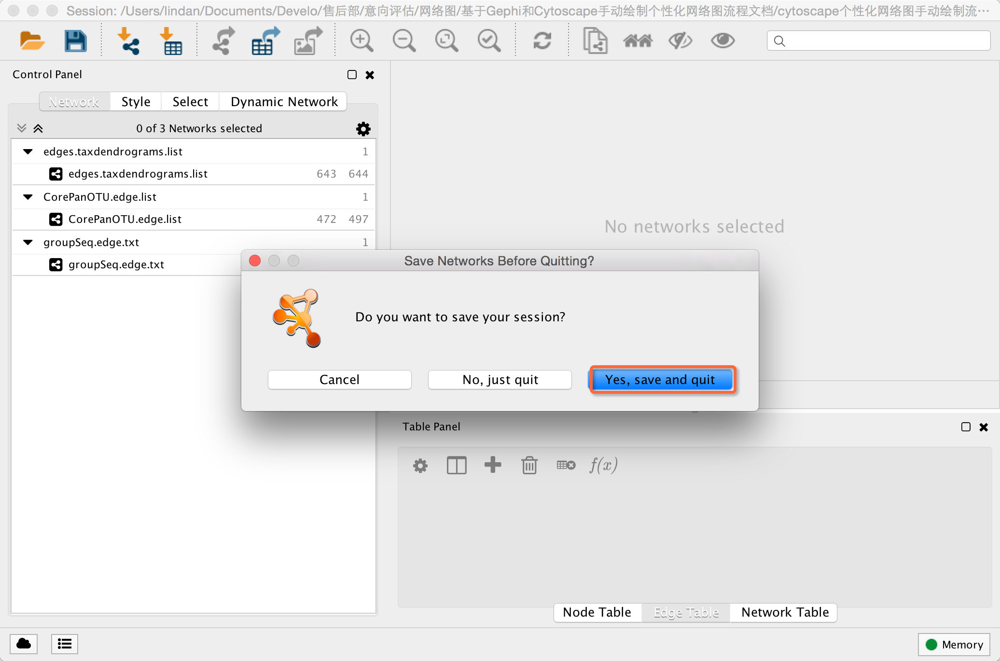 Session: /Users/lindan/Documents/Develo/售后部/意向评估/网络图/基于Gephi和Cytoscape手动绘制个性化网络图流程文档/cytoscape个性化网络图手动绘制流…
Control Panel
Network Style Select Dynamic Network
0 of 3 Networks selected
edges.taxdendrograms.list 1
edges.taxdendrograms.list 643 644
CorePanOTU.edge.list 1
CorePanOTU.edge.list 472 497
groupSeq.edge.txt 1
groupSeq.edge.txt
No networks selected
Save Networks Before Quitting?
Do you want to save your session?
Cancel No, just quit Yes, save and quit
Table Panel
f(x)
Node Table Edge Table Network Table
Memory